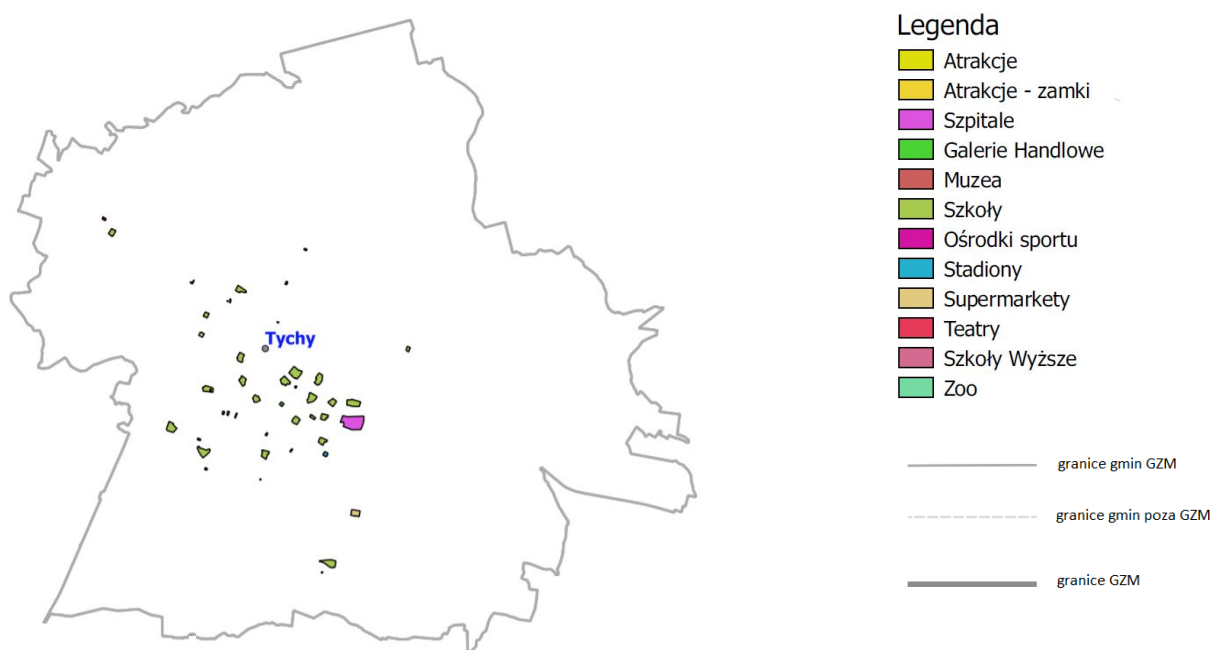 Tychy
Legenda
Atrakcje
Atrakcje - zamki
Szpitale
Galerie Handlowe
Muzea
Szkoły
Ośrodki sportu
Stadiony
Supermarkety
Teatry
Szkoły Wyższe
Zoo
granice gmin GZM
granice gmin poza GZM
granice GZM